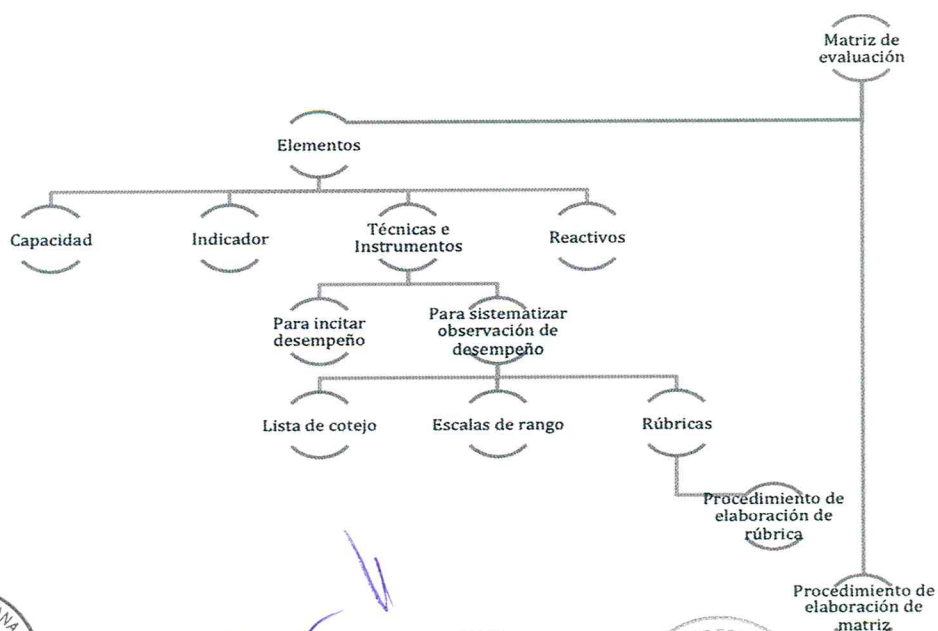 Matriz de
evaluación
Elementos
Capacidad
Indicador
Técnicas e
Instrumentos
Reactivos
Para incitar
desempeño
Para sistematizar
observación de
desempeño
Lista de cotejo
Escalas de rango
Rúbricas
Procedimiento de
elaboración de
rúbrica
Procedimiento de
elaboración de
matriz